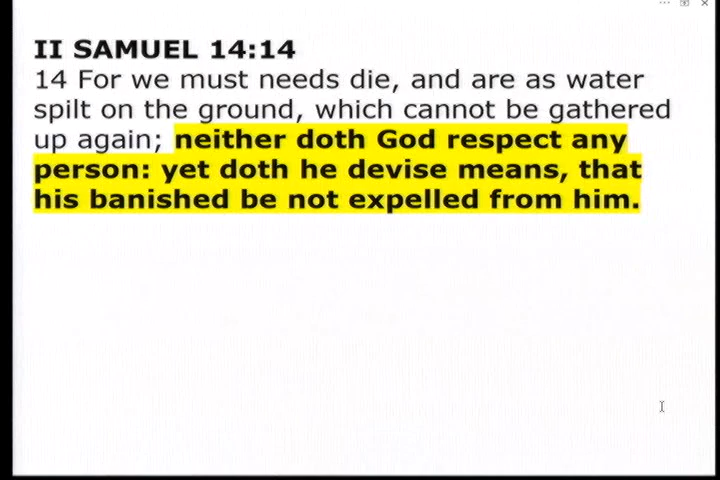 II SAMUEL 14:14
14 For we must needs die, and are as water
spilt on the ground, which cannot be gathered
up again; neither doth God respect any
person: yet doth he devise means, that
his banished be not expelled from him.